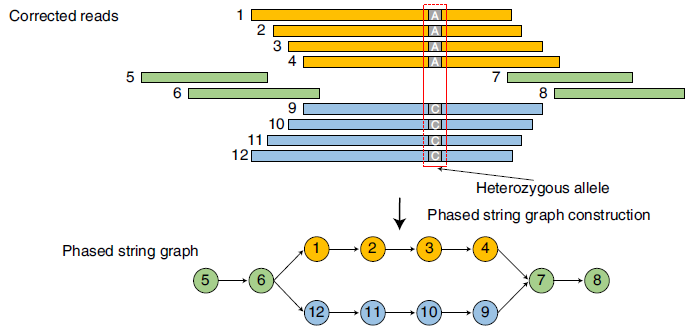 Corrected reads
1 A
2 A
3 A
4 A
5 7
6 8
9 C
10 C
11 C
12 C
Heterozygous allele
Phased string graph construction
Phased string graph
1 2 3 4
5 6 7 8
12 11 10 9